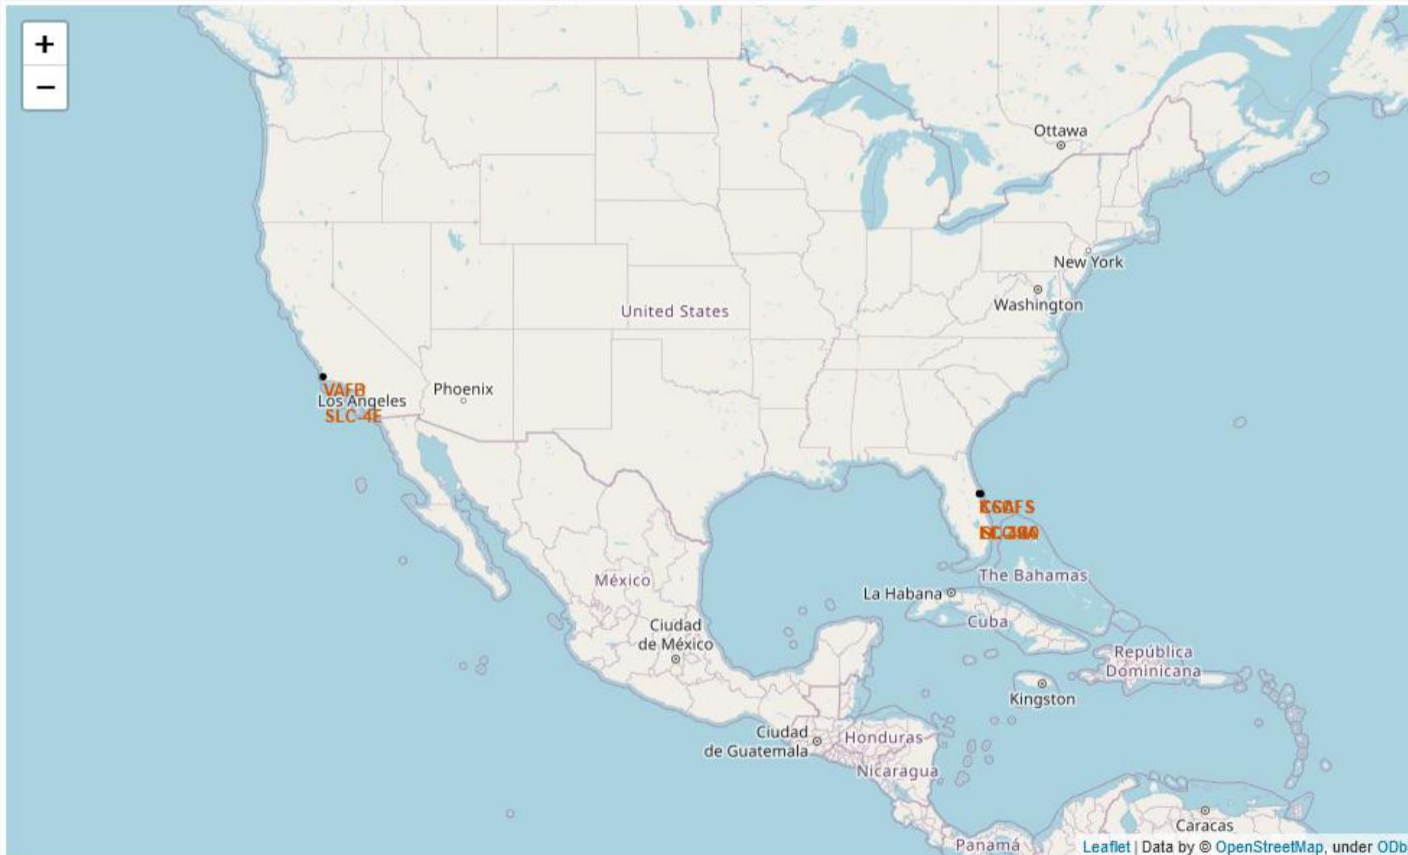 +
−
Ottawa
New York
Washington
United States
VAFB
Los Angeles
SLC-4E
Phoenix
The Bahamas
La Habana
Cuba
México
Ciudad
de México
República
Dominicana
Kingston
Ciudad
de Guatemala
Honduras
Nicaragua
Caracas
Panamá
Leaflet | Data by © OpenStreetMap, under ODb